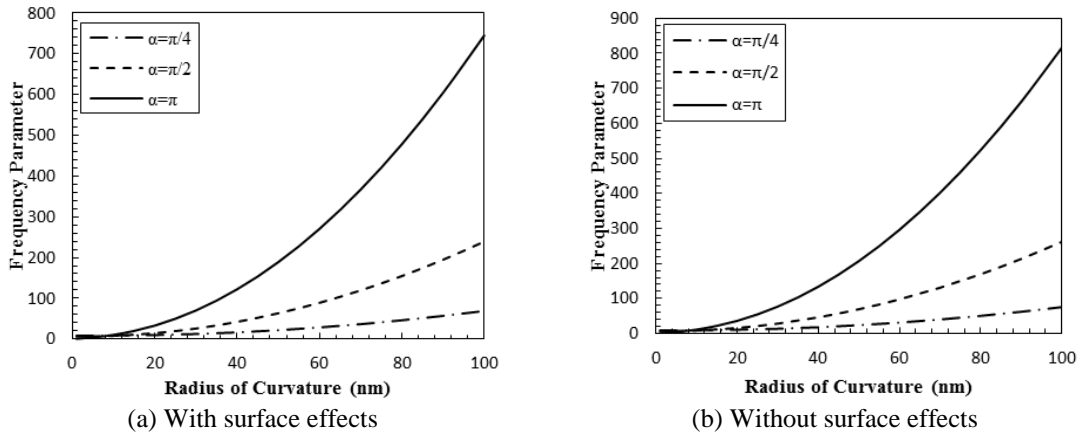 800
700
600
500
400
300
200
100
0
Frequency Parameter
α=π/4
α=π/2
α=π
0 20 40 60 80 100
Radius of Curvature (nm)
(a) With surface effects
900
800
700
600
500
400
300
200
100
0
Frequency Parameter
α=π/4
α=π/2
α=π
0 20 40 60 80 100
Radius of Curvature (nm)
(b) Without surface effects